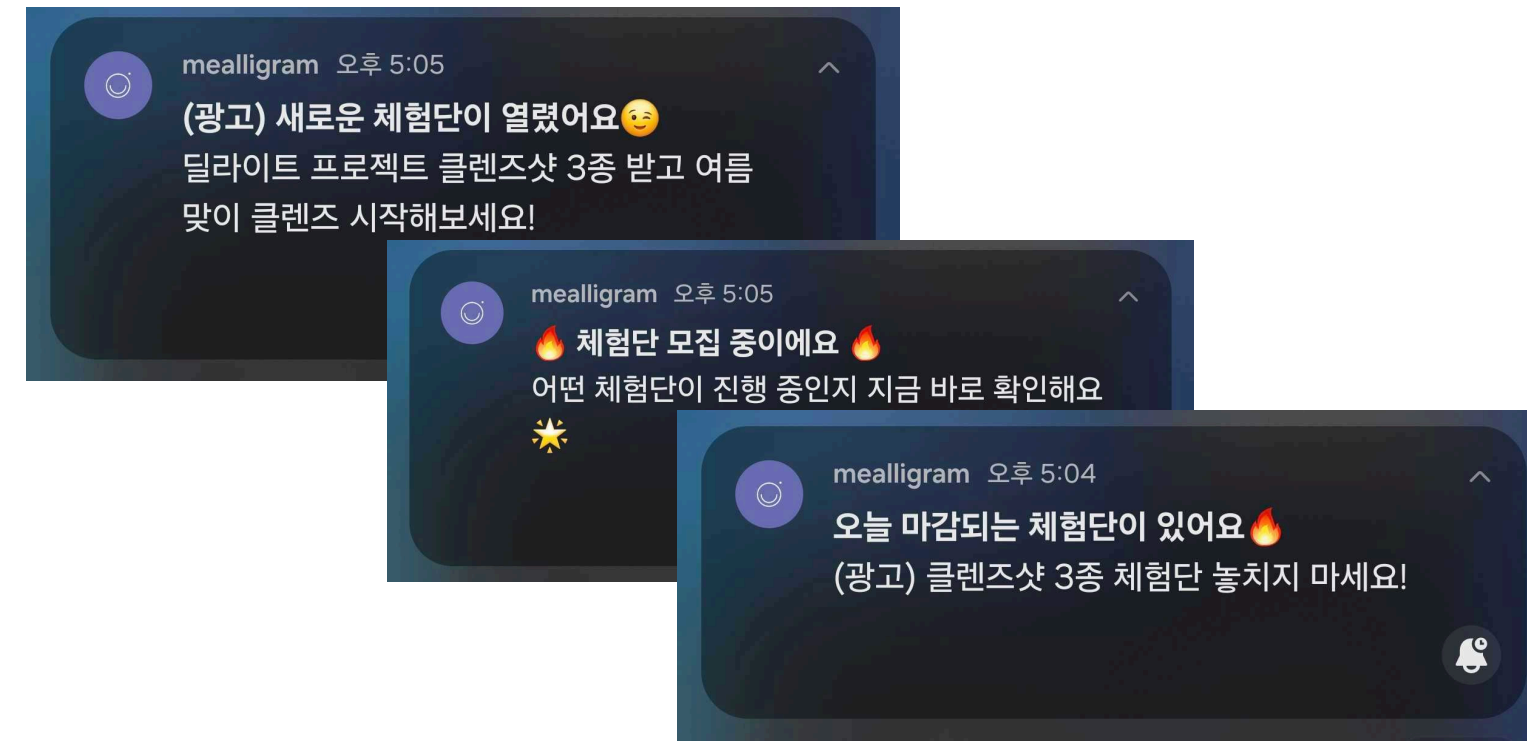 mealligram 오후 5:05
(광고) 새로운 체험단이 열렸어요😉
딜라이트 프로젝트 클렌즈샷 3종 받고 여름
맞이 클렌즈 시작해보세요!
mealligram 오후 5:05
🔥 체험단 모집 중이에요 🔥
어떤 체험단이 진행 중인지 지금 바로 확인해요
🌟
mealligram 오후 5:04
오늘 마감되는 체험단이 있어요🔥
(광고) 클렌즈샷 3종 체험단 놓치지 마세요!